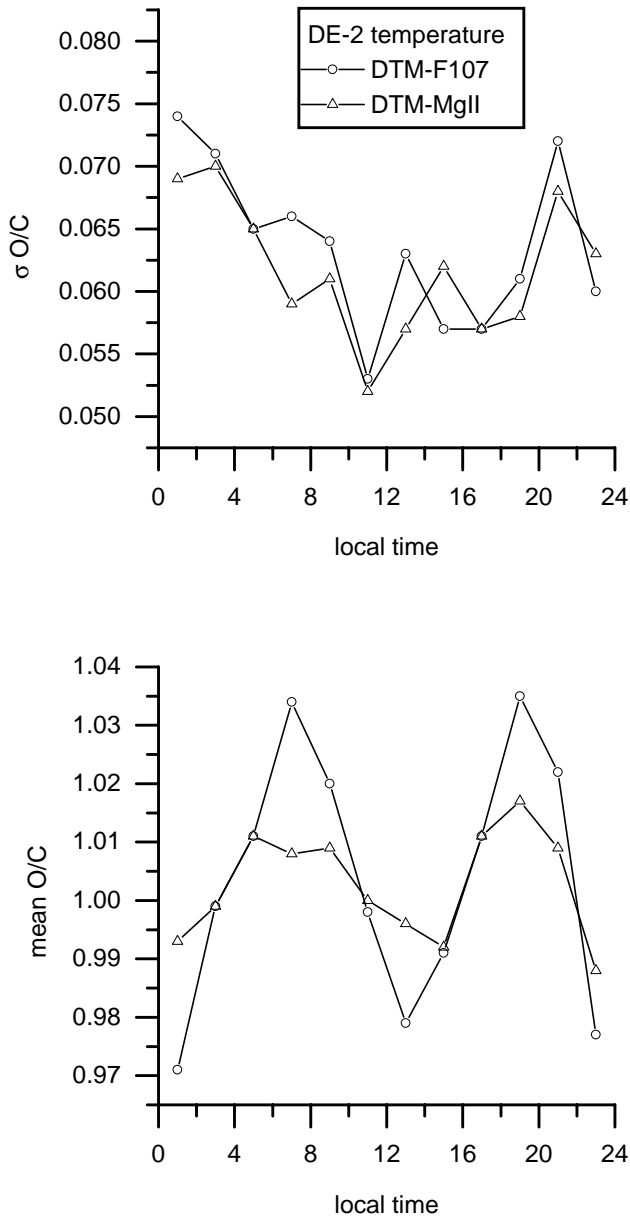 DE-2 temperature
DTM-F107
DTM-MgII
0.080
0.075
0.070
0.065
0.060
0.055
0.050
σ O/C
0 4 8 12 16 20 24
local time
1.04
1.03
1.02
1.01
1.00
0.99
0.98
0.97
mean O/C
0 4 8 12 16 20 24
local time